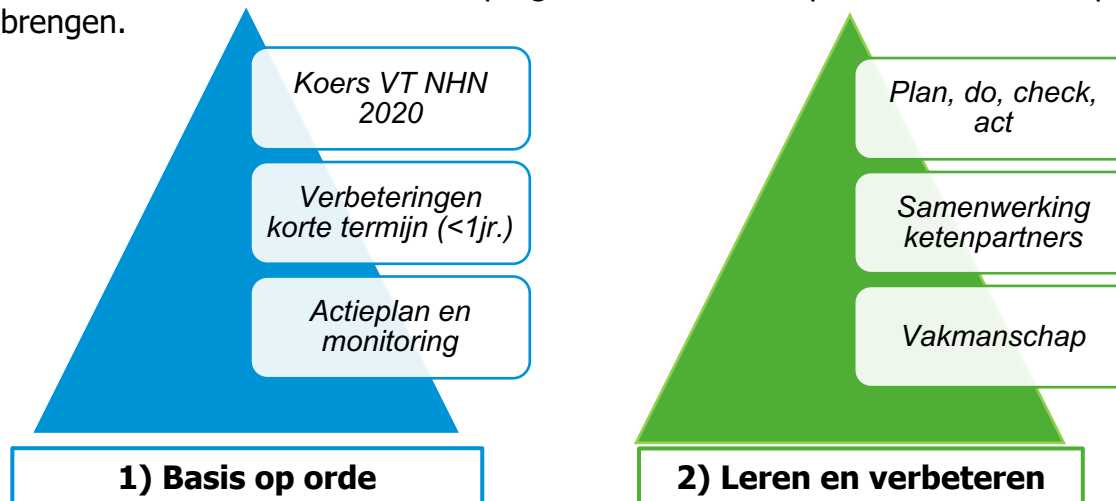 brengen.
Koers VT NHN
2020
Verbeteringen
korte termijn (<1jr.)
Actieplan en
monitoring
1) Basis op orde
Plan, do, check,
act
Samenwerking
ketenpartners
Vakmanschap
2) Leren en verbeteren